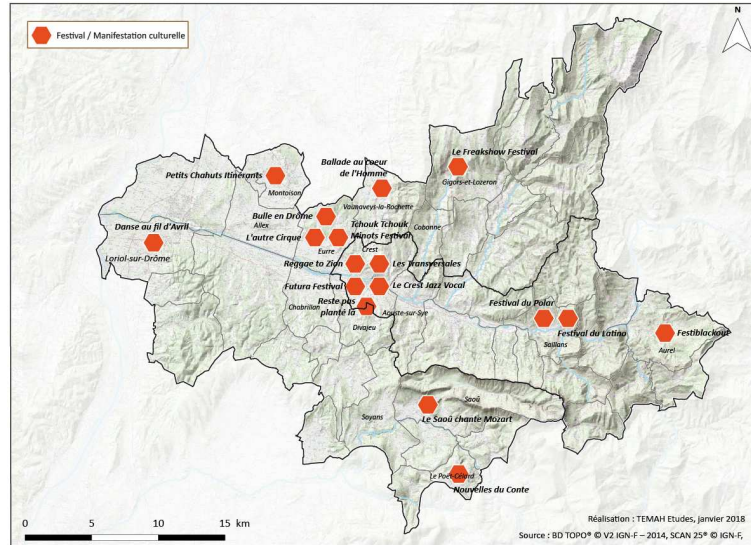 Festival / Manifestation culturelle
N
Le Freakshow Festival
Gigors-et-Lozeron
Ballade au coeur
de l'Homme
Vaunaveys-la-Rochette
Petits Chahuts Itinérants
Montoison
Bulle en Drôme
Allex
Tchouk Tchouk
Minots Festival
Cobonne
Danse au fil d'Avril
Loriol-sur-Drôme
L'autre Cirque
Eurre
Crest
Reggae ta Zion
Les Transversales
Futura Festival
Le Crest Jazz Vocal
Chabrillan
Reste pas
planté la
Aouste-sur-Sye
Divajeu
Festival du Polar
Festival du Latino
Saillans
Festiblackout
Aurel
Saoû
Le Saoû chante Mozart
Soyans
Le Poët-Célard
Nouvelles du Conte
0 5 10 15 km
Réalisation : TEMAH Etudes, janvier 2018
Source : BD TOPO® © V2 IGN-F – 2014, SCAN 25® © IGN-F,